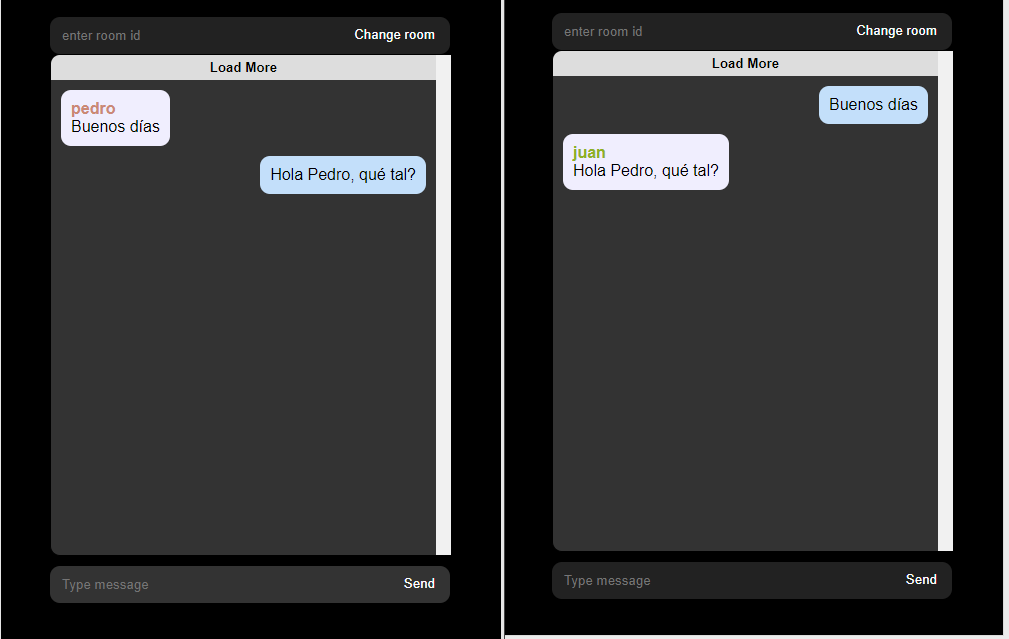 enter room id
Change room
Load More
pedro
Buenos días
Hola Pedro, qué tal?
Type message
Send
enter room id
Change room
Load More
Buenos días
juan
Hola Pedro, qué tal?
Type message
Send